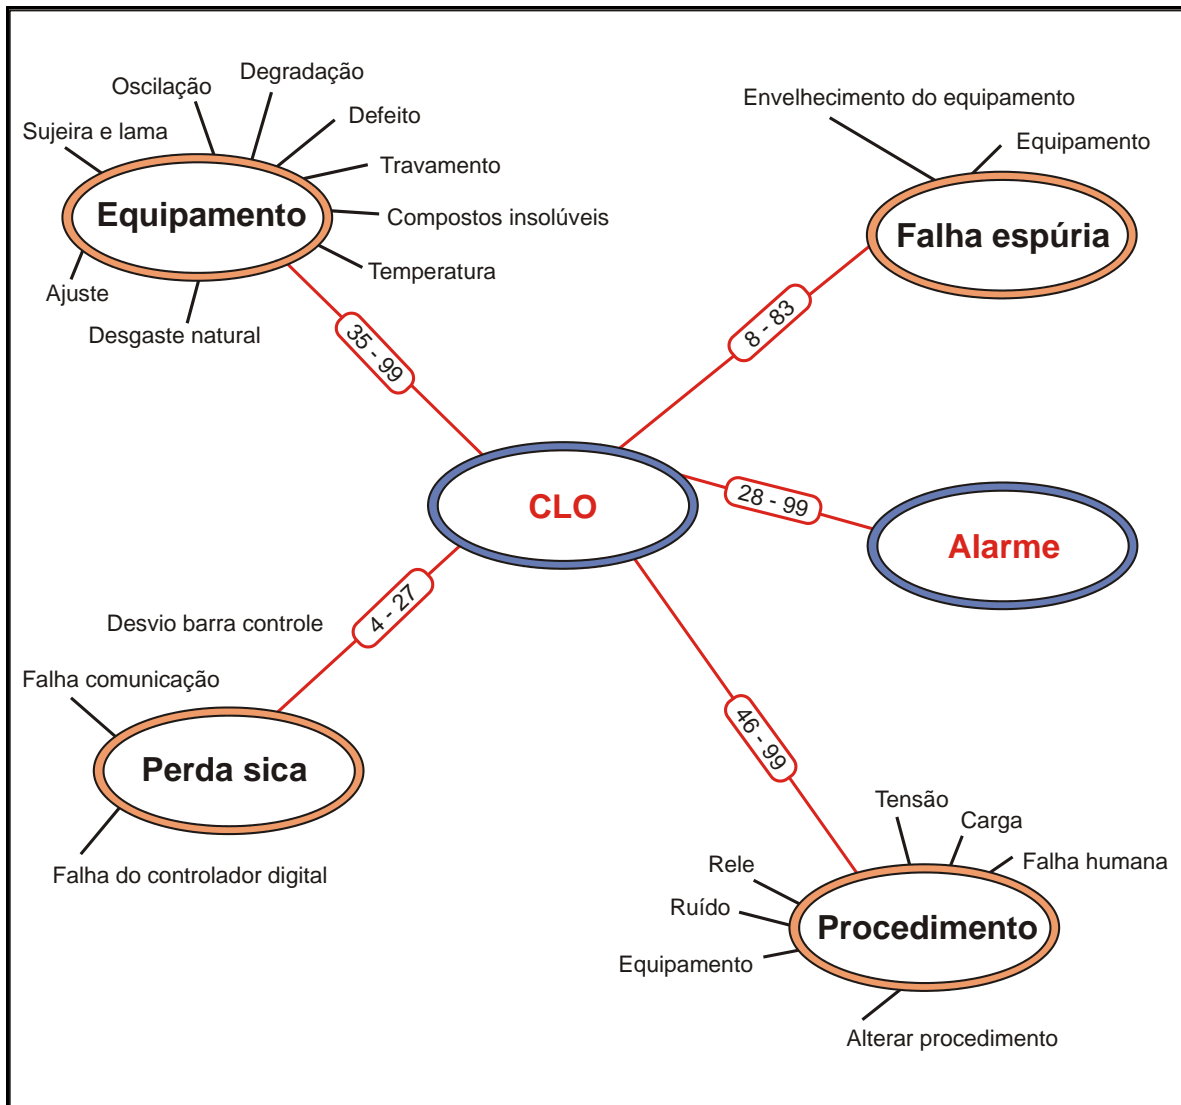 Degradação
Oscilação
Defeito
Sujeira e lama
Travamento
Equipamento
Compostos insolúveis
Temperatura
Ajuste
Desgaste natural
Envelhecimento do equipamento
Equipamento
Falha espúria
35 - 99
8 - 83
CLO
28 - 99
Alarme
4 - 27
Desvio barra controle
Falha comunicação
Perda sica
Falha do controlador digital
46 - 99
Tensão
Carga
Rele
Falha humana
Ruído
Procedimento
Equipamento
Alterar procedimento